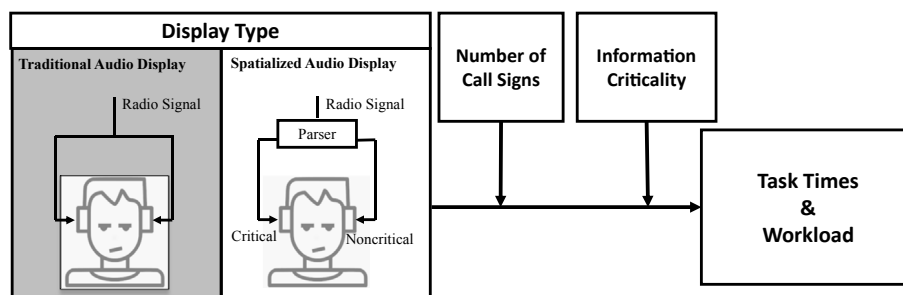 Display Type
Traditional Audio Display
Radio Signal
Spatialized Audio Display
Radio Signal
Parser
Critical
Noncritical
Number of
Call Signs
Information
Criticality
Task Times
&
Workload